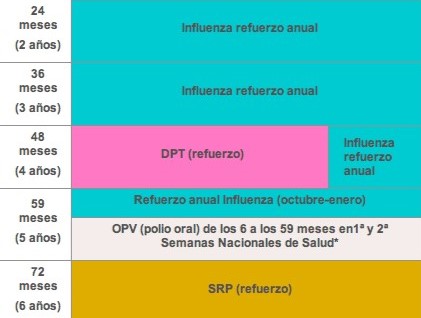 24
meses
(2 años)
Influenza refuerzo anual
36
meses
(3 años)
Influenza refuerzo anual
48
meses
(4 años)
DPT (refuerzo)
Influenza
refuerzo
anual
59
meses
(5 años)
Refuerzo anual Influenza (octubre-enero)
OPV (polio oral) de los 6 a los 59 meses en1ª y 2ª
Semanas Nacionales de Salud*
72
meses
(6 años)
SRP (refuerzo)